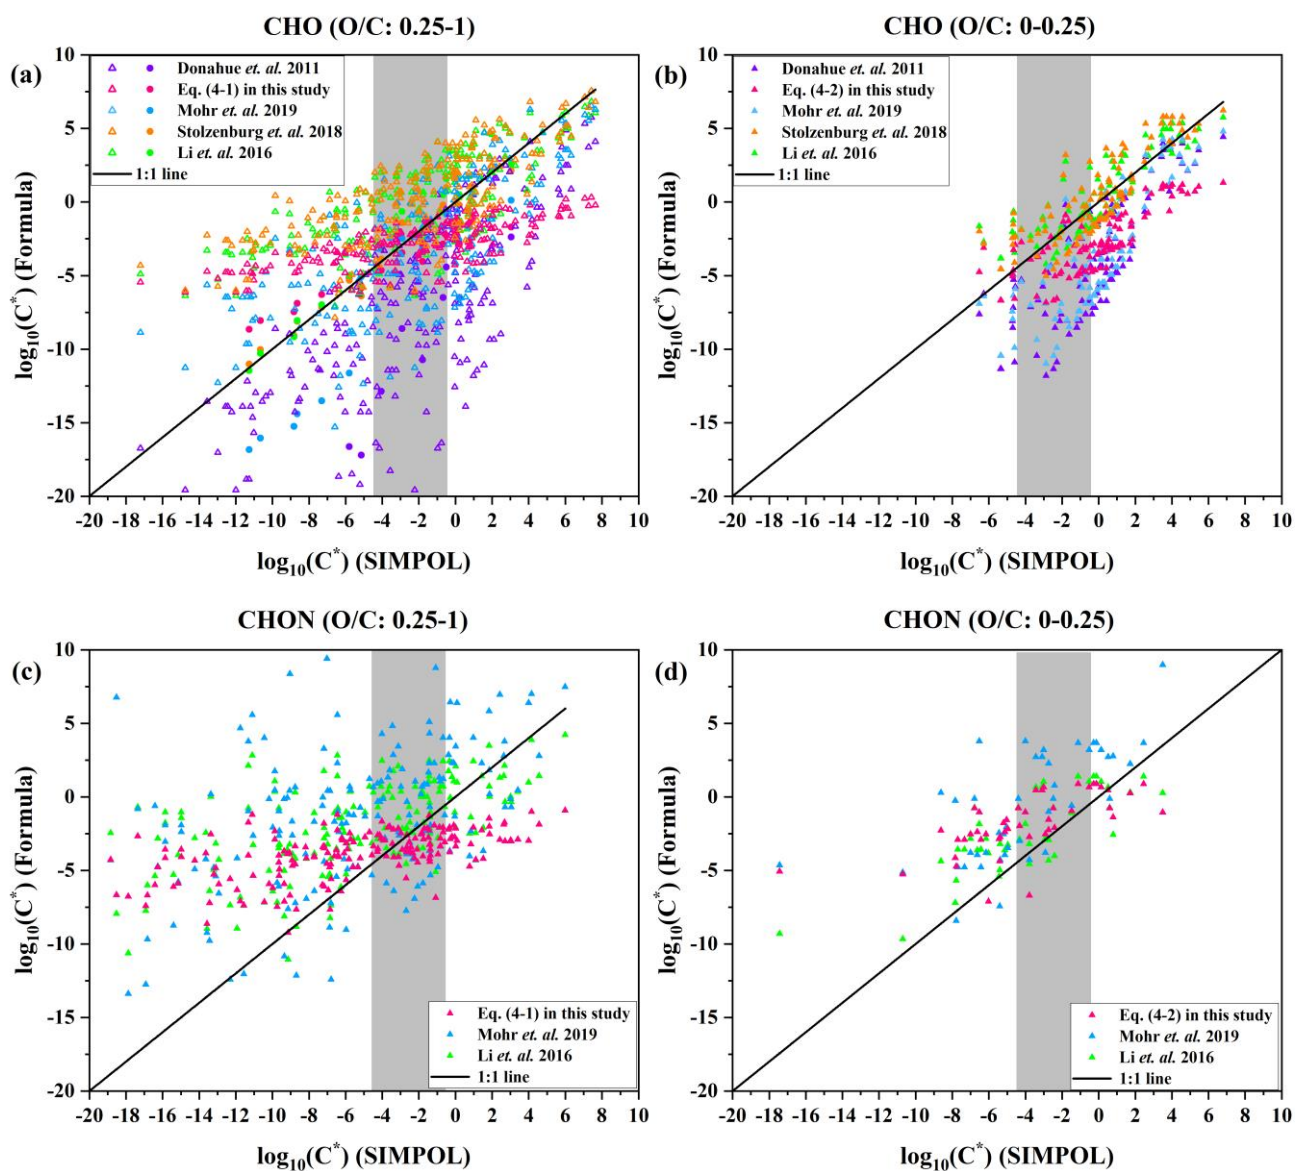 CHO (O/C: 0.25-1)
(a)
Donahue et. al. 2011
Eq. (4-1) in this study
Mohr et. al. 2019
Stolzenburg et. al. 2018
Li et. al. 2016
1:1 line
10
5
0
-5
-10
-15
-20
log10(C*) (Formula)
-20 -18 -16 -14 -12 -10 -8 -6 -4 -2 0 2 4 6 8 10
log10(C*) (SIMPOL)
CHO (O/C: 0-0.25)
(b)
Donahue et. al. 2011
Eq. (4-2) in this study
Mohr et. al. 2019
Stolzenburg et. al. 2018
Li et. al. 2016
1:1 line
10
5
0
-5
-10
-15
-20
log10(C*) (Formula)
-20 -18 -16 -14 -12 -10 -8 -6 -4 -2 0 2 4 6 8 10
log10(C*) (SIMPOL)
CHON (O/C: 0.25-1)
(c)
10
5
0
-5
-10
-15
-20
log10(C*) (Formula)
Eq. (4-1) in this study
Mohr et. al. 2019
Li et. al. 2016
1:1 line
-20 -18 -16 -14 -12 -10 -8 -6 -4 -2 0 2 4 6 8 10
log10(C*) (SIMPOL)
CHON (O/C: 0-0.25)
(d)
10
5
0
-5
-10
-15
-20
log10(C*) (Formula)
Eq. (4-2) in this study
Mohr et. al. 2019
Li et. al. 2016
1:1 line
-20 -18 -16 -14 -12 -10 -8 -6 -4 -2 0 2 4 6 8 10
log10(C*) (SIMPOL)